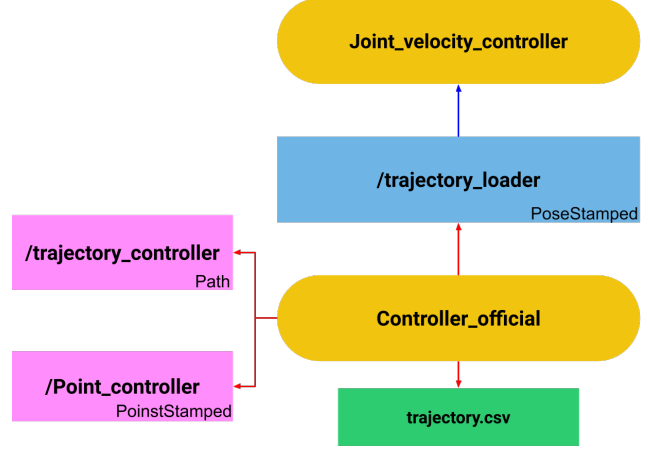 Joint_velocity_controller
/trajectory_loader
PoseStamped
/trajectory_controller
Path
Controller_official
/Point_controller
PoinstStamped
trajectory.csv